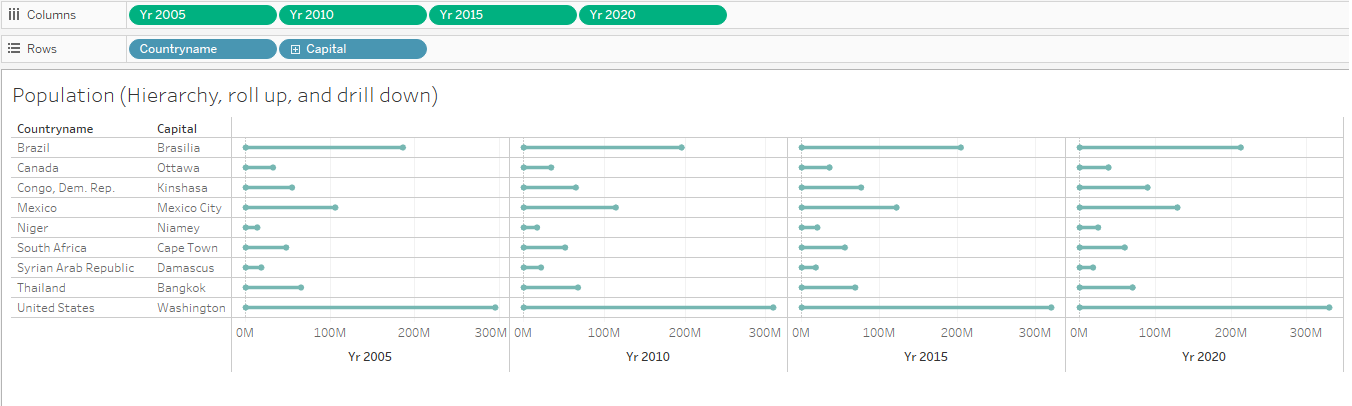 Columns Yr 2005 Yr 2010 Yr 2015 Yr 2020
Rows Countryname Capital
Population (Hierarchy, roll up, and drill down)
Countryname Capital
Brazil Brasilia
Canada Ottawa
Congo, Dem. Rep. Kinshasa
Mexico Mexico City
Niger Niamey
South Africa Cape Town
Syrian Arab Republic Damascus
Thailand Bangkok
United States Washington
0M 100M 200M 300M 0M 100M 200M 300M 0M 100M 200M 300M 0M 100M 200M 300M
Yr 2005 Yr 2010 Yr 2015 Yr 2020